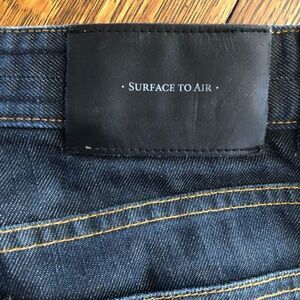 · SURFACE TO AIR ·